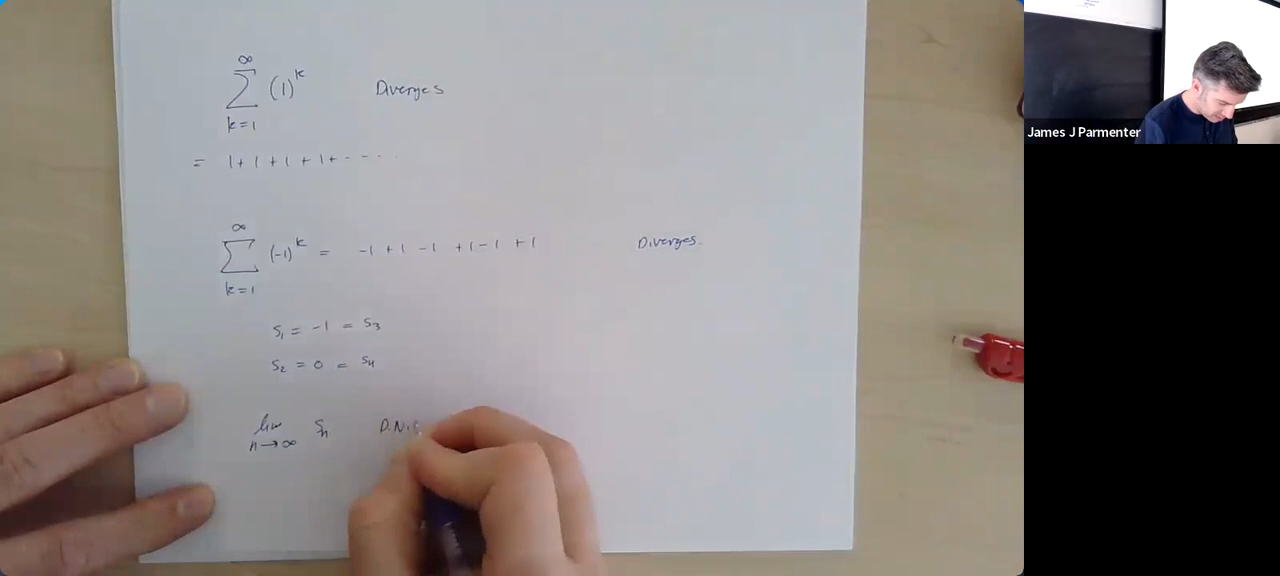 ∞
∑ (1)^k Diverges
k=1
= 1+1+1+1+-----
∞
∑ (-1)^k = -1 +1 -1 +1-1 +1 Diverges.
k=1
S₁ = -1 = S₃
S₂ = 0 = S₄
lim Sₙ D.N.E
n→∞
James J Parmenter